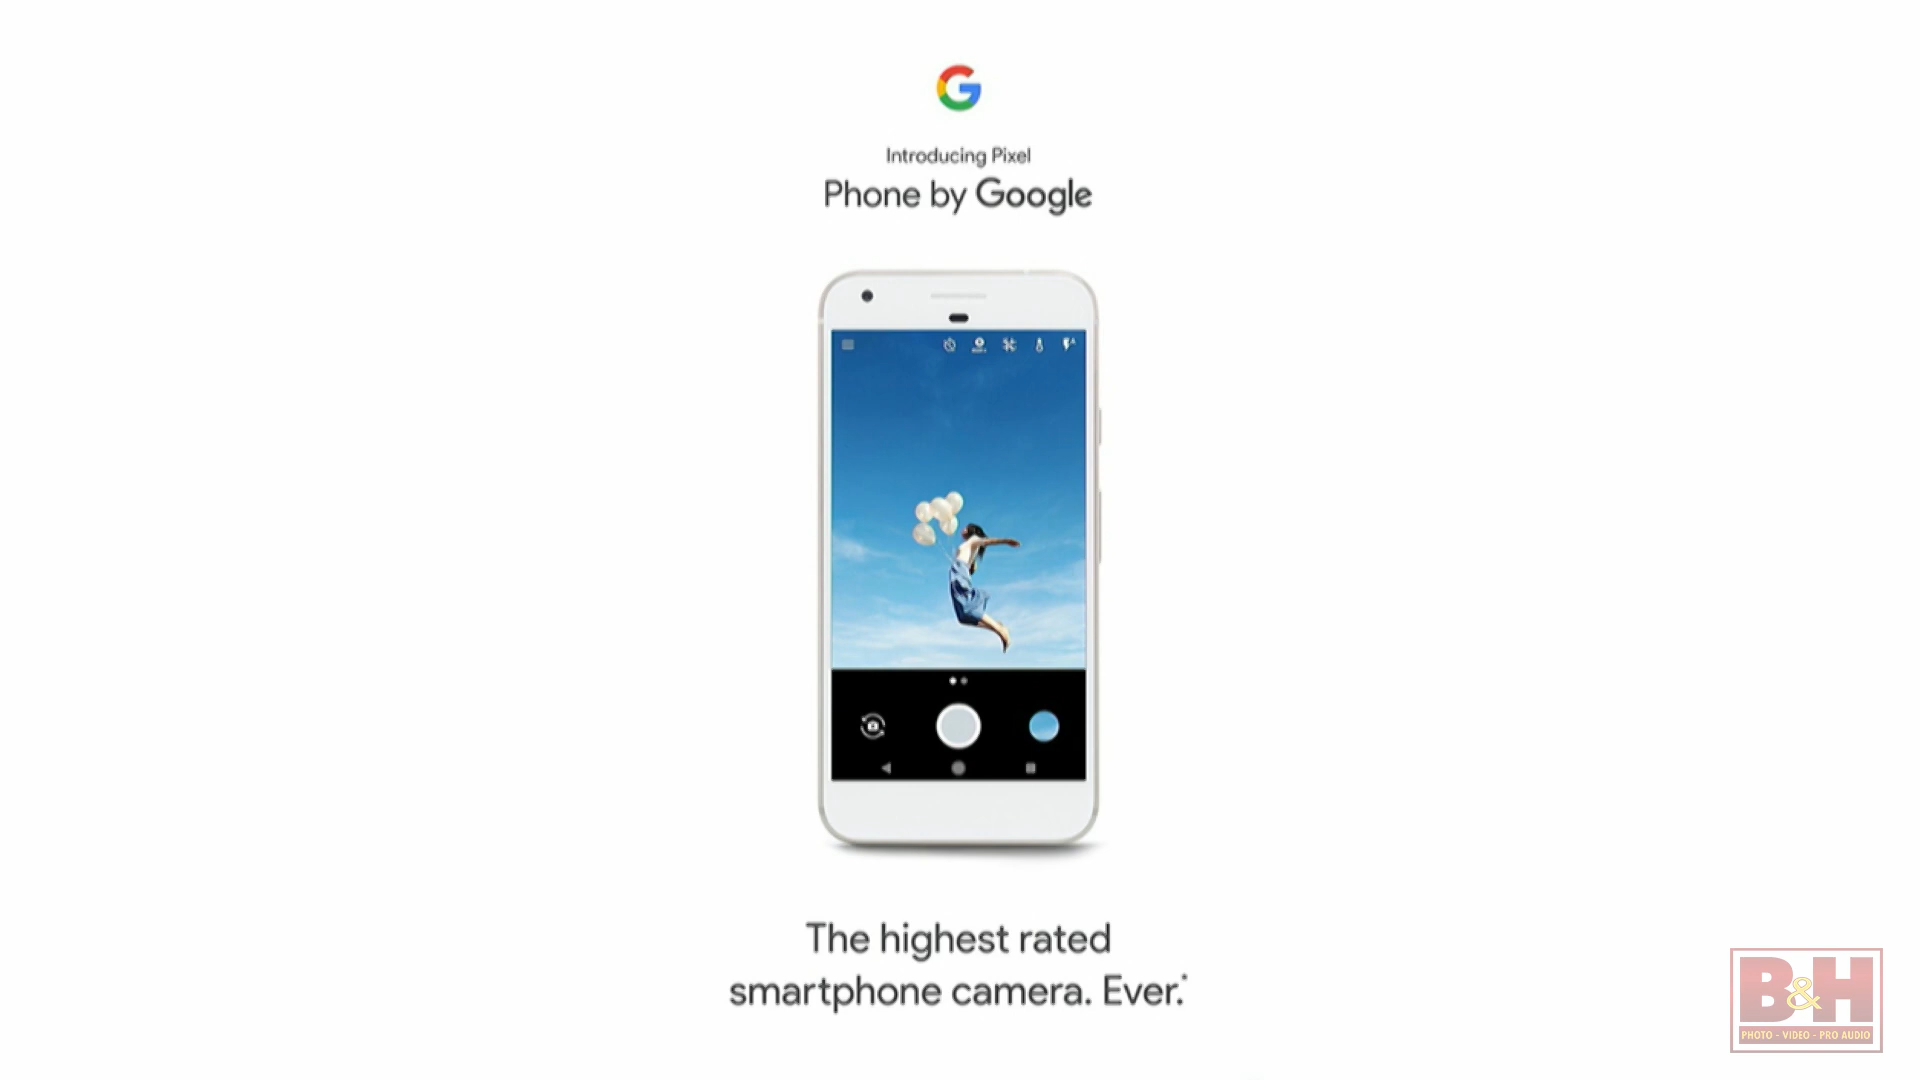 Introducing Pixel
Phone by Google
The highest rated
smartphone camera. Ever.*
B&H
PHOTO - VIDEO - PRO AUDIO